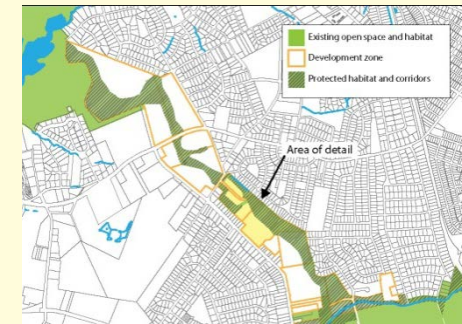 Existing open space and habitat
Development zone
Protected habitat and corridors
Area of detail